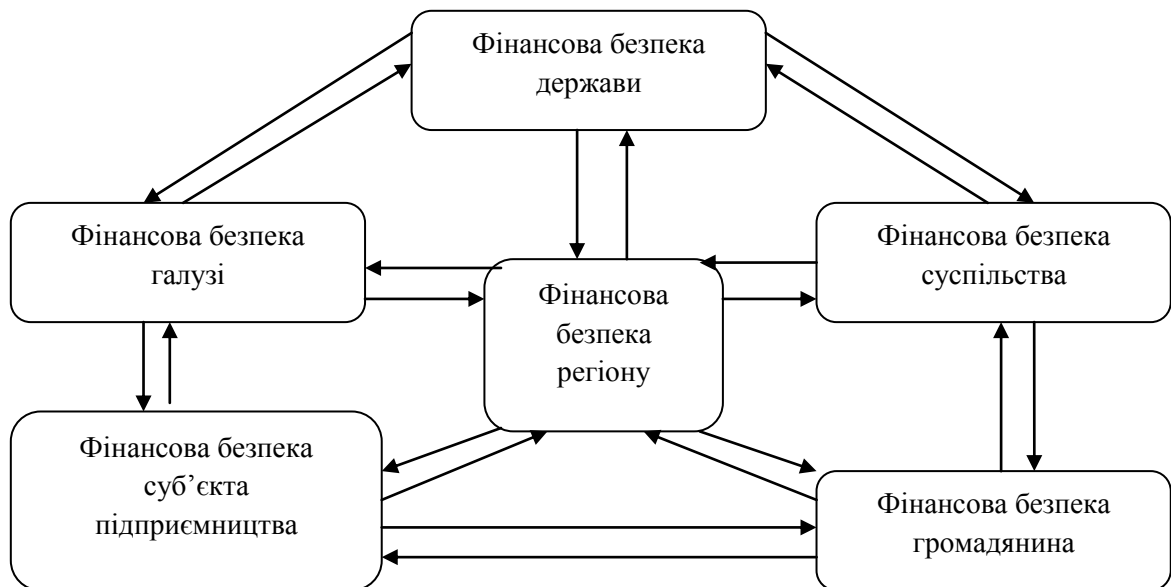 Фінансова безпека
держави
Фінансова безпека
галузі
Фінансова безпека
суспільства
Фінансова
безпека
регіону
Фінансова безпека
суб’єкта
підприємництва
Фінансова безпека
громадянина